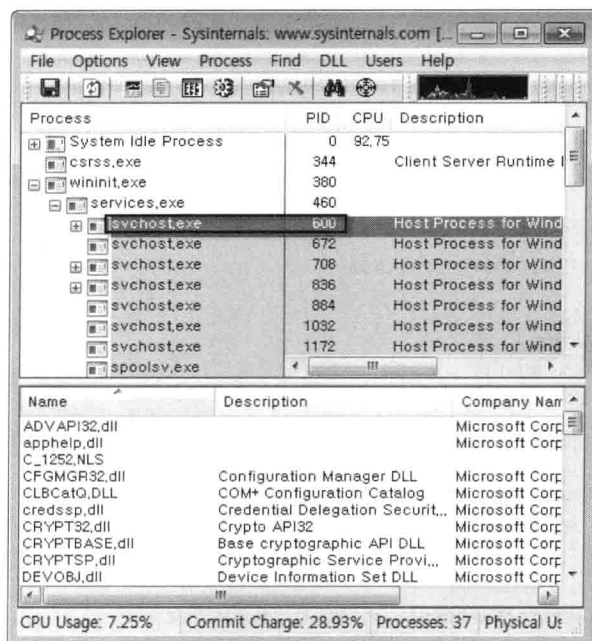 Process Explorer - Sysinternals: www.sysinternals.com [...
File Options View Process Find DLL Users Help
Process PID CPU Description
System Idle Process 0 92,75
csrss,exe 344 Client Server Runtime
wininit,exe 380
services,exe 460
svchost,exe 600 Host Process for Wind
svchost,exe 672 Host Process for Wind
svchost,exe 708 Host Process for Wind
svchost,exe 836 Host Process for Wind
svchost,exe 884 Host Process for Wind
svchost,exe 1032 Host Process for Wind
svchost,exe 1172 Host Process for Wind
spoolsv,exe
Name Description Company Nam
ADVAPI32,dll Microsoft Corp
apphelp,dll Microsoft Corp
C_1252,NLS
CFGMGR32,dll Configuration Manager DLL Microsoft Corp
CLBCatQ,DLL COM+ Configuration Catalog Microsoft Corp
credssp,dll Credential Delegation Securit,,, Microsoft Corp
CRYPT32,dll Crypto API32 Microsoft Corp
CRYPTBASE,dll Base cryptographic API DLL Microsoft Corp
CRYPTSP,dll Cryptographic Service Provi,,, Microsoft Corp
DEVOBJ,dll Device Information Set DLL Microsoft Corp
CPU Usage: 7.25% Commit Charge: 28.93% Processes: 37 Physical Us